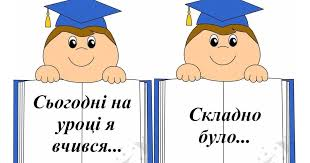 Сьогодні на
уроці я
вчився...
Складно
було...